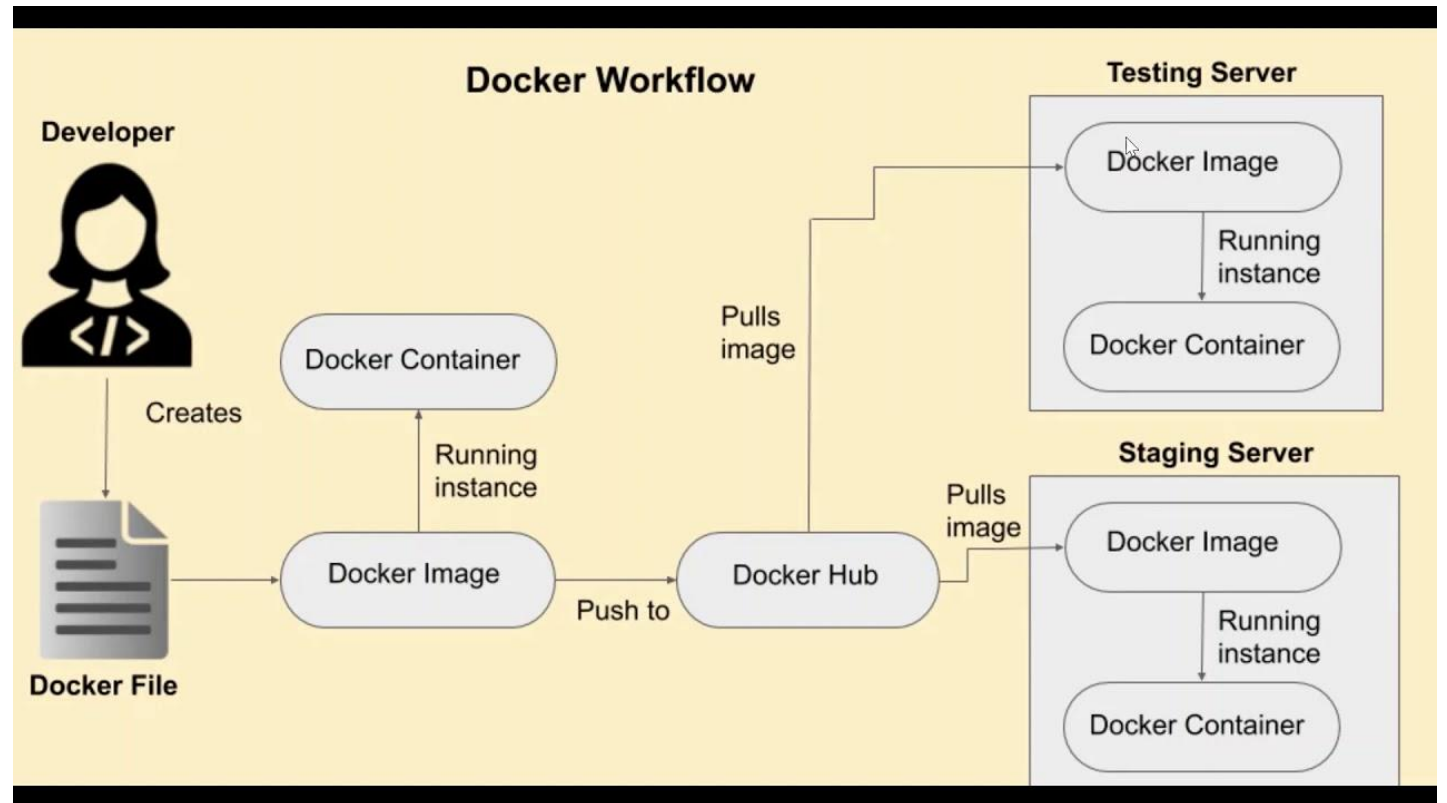 Docker Workflow
Developer
</>
Creates
Docker File
Docker Container
Running
instance
Docker Image
Push to
Docker Hub
Pulls
image
Pulls
image
Testing Server
Docker Image
Running
instance
Docker Container
Staging Server
Docker Image
Running
instance
Docker Container